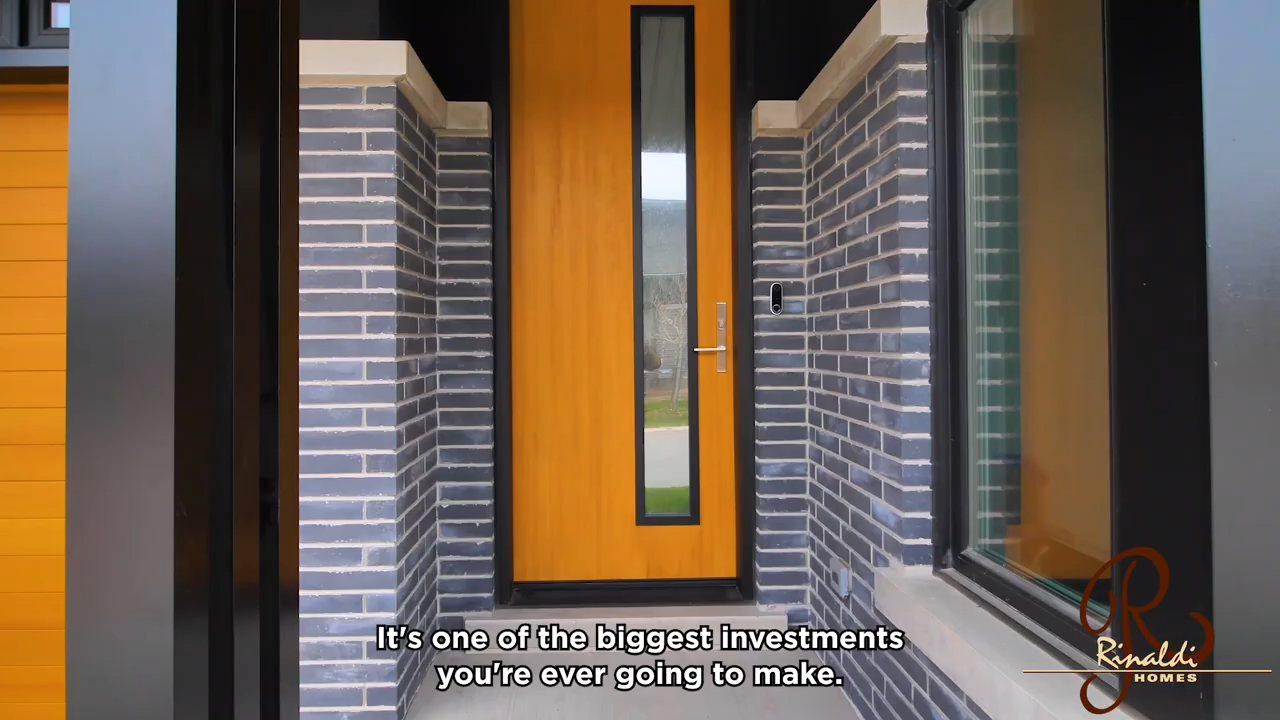 It's one of the biggest investments
you're ever going to make.
Rinaldi
HOMES